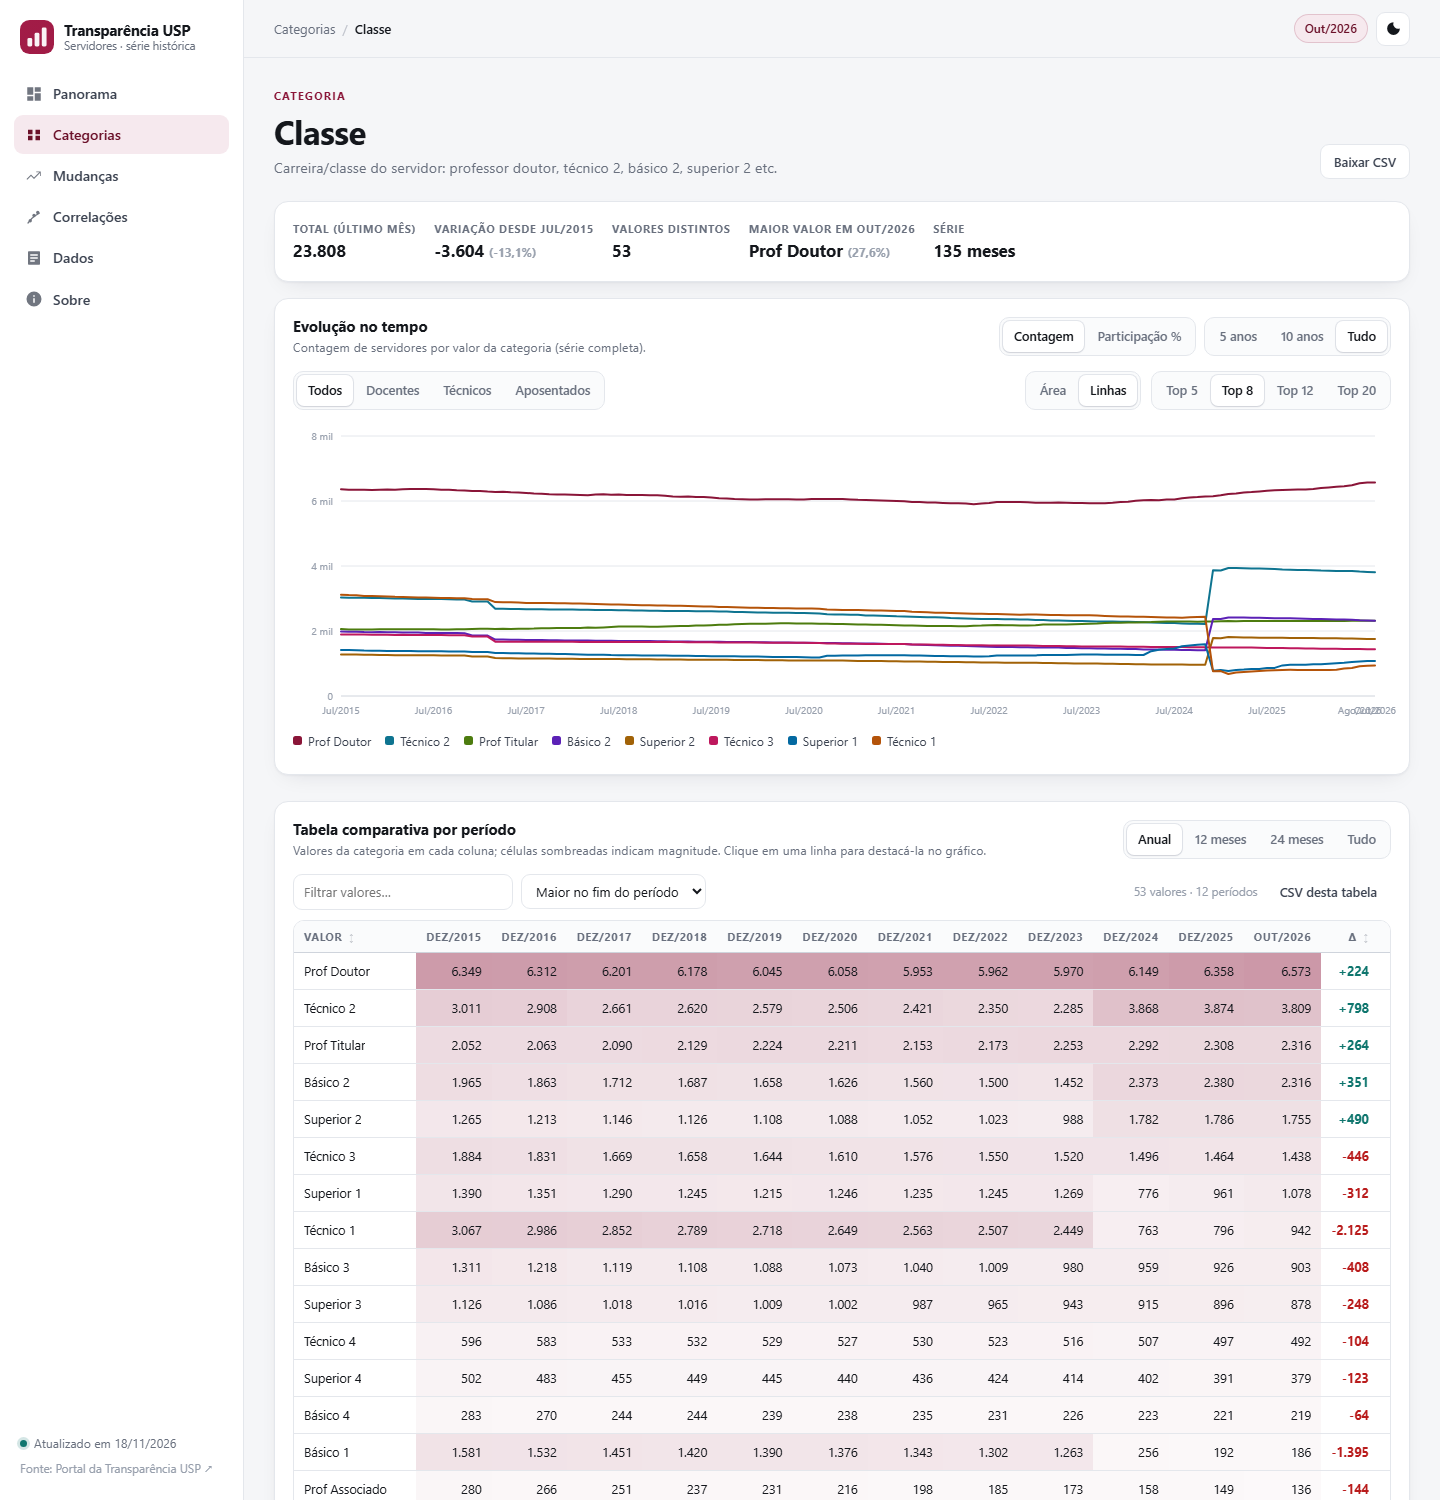 Transparência USP
Servidores · série histórica
Panorama
Categorias
Mudanças
Correlações
Dados
Sobre
Atualizado em 18/11/2026
Fonte: Portal da Transparência USP ↗
Categorias / Classe
Out/2026
CATEGORIA
Classe
Carreira/classe do servidor: professor doutor, técnico 2, básico 2, superior 2 etc.
Baixar CSV
TOTAL (ÚLTIMO MÊS) VARIAÇÃO DESDE JUL/2015 VALORES DISTINTOS MAIOR VALOR EM OUT/2026 SÉRIE
23.808 -3.604 (-13,1%) 53 Prof Doutor (27,6%) 135 meses
Evolução no tempo
Contagem de servidores por valor da categoria (série completa).
Contagem Participação % 5 anos 10 anos Tudo
Todos Docentes Técnicos Aposentados Área Linhas Top 5 Top 8 Top 12 Top 20
8 mil
6 mil
4 mil
2 mil
0
Jul/2015 Jul/2016 Jul/2017 Jul/2018 Jul/2019 Jul/2020 Jul/2021 Jul/2022 Jul/2023 Jul/2024 Jul/2025 Ago/2026 Out/2026
Prof Doutor Técnico 2 Prof Titular Básico 2 Superior 2 Técnico 3 Superior 1 Técnico 1
Tabela comparativa por período
Valores da categoria em cada coluna; células sombreadas indicam magnitude. Clique em uma linha para destacá-la no gráfico.
Anual 12 meses 24 meses Tudo
Filtrar valores... Maior no fim do período 53 valores · 12 períodos CSV desta tabela
VALOR ↕ DEZ/2015 DEZ/2016 DEZ/2017 DEZ/2018 DEZ/2019 DEZ/2020 DEZ/2021 DEZ/2022 DEZ/2023 DEZ/2024 DEZ/2025 OUT/2026 Δ ↕
Prof Doutor 6.349 6.312 6.201 6.178 6.045 6.058 5.953 5.962 5.970 6.149 6.358 6.573 +224
Técnico 2 3.011 2.908 2.661 2.620 2.579 2.506 2.421 2.350 2.285 3.868 3.874 3.809 +798
Prof Titular 2.052 2.063 2.090 2.129 2.224 2.211 2.153 2.173 2.253 2.292 2.308 2.316 +264
Básico 2 1.965 1.863 1.712 1.687 1.658 1.626 1.560 1.500 1.452 2.373 2.380 2.316 +351
Superior 2 1.265 1.213 1.146 1.126 1.108 1.088 1.052 1.023 988 1.782 1.786 1.755 +490
Técnico 3 1.884 1.831 1.669 1.658 1.644 1.610 1.576 1.550 1.520 1.496 1.464 1.438 -446
Superior 1 1.390 1.351 1.290 1.245 1.215 1.246 1.235 1.245 1.269 776 961 1.078 -312
Técnico 1 3.067 2.986 2.852 2.789 2.718 2.649 2.563 2.507 2.449 763 796 942 -2.125
Básico 3 1.311 1.218 1.119 1.108 1.088 1.073 1.040 1.009 980 959 926 903 -408
Superior 3 1.126 1.086 1.018 1.016 1.009 1.002 987 965 943 915 896 878 -248
Técnico 4 596 583 533 532 529 527 530 523 516 507 497 492 -104
Superior 4 502 483 455 449 445 440 436 424 414 402 391 379 -123
Básico 4 283 270 244 244 239 238 235 231 226 223 221 219 -64
Básico 1 1.581 1.532 1.451 1.420 1.390 1.376 1.343 1.302 1.263 256 192 186 -1.395
Prof Associado 280 266 251 237 231 216 198 185 173 158 149 136 -144